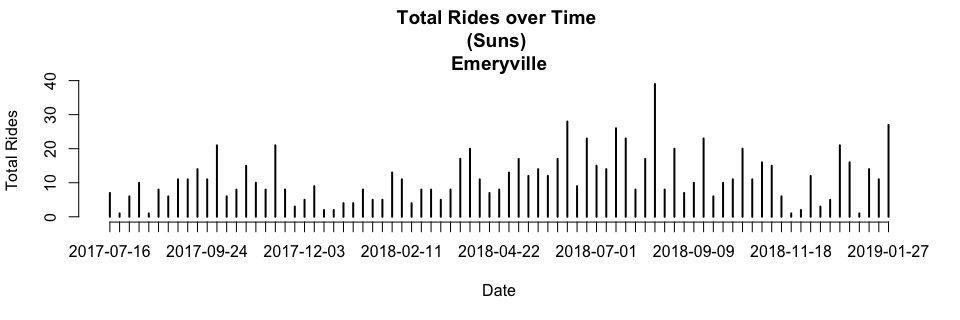 Total Rides over Time
(Suns)
Emeryville
Total Rides
40
30
20
10
0
2017-07-16 2017-09-24 2017-12-03 2018-02-11 2018-04-22 2018-07-01 2018-09-09 2018-11-18 2019-01-27
Date